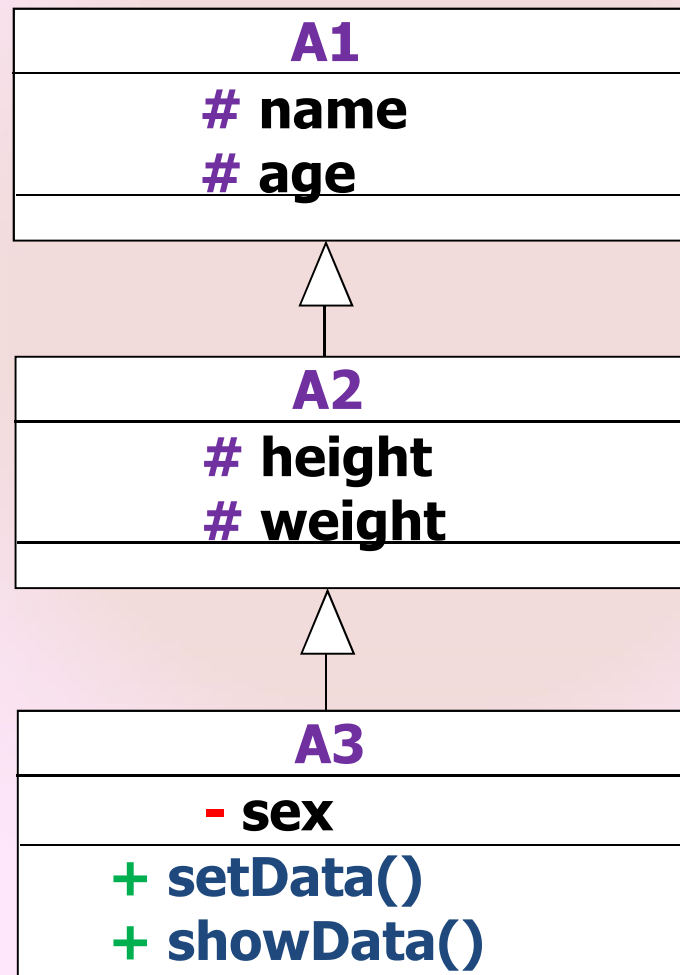 A1
# name
# age
A2
# height
# weight
A3
- sex
+ setData()
+ showData()